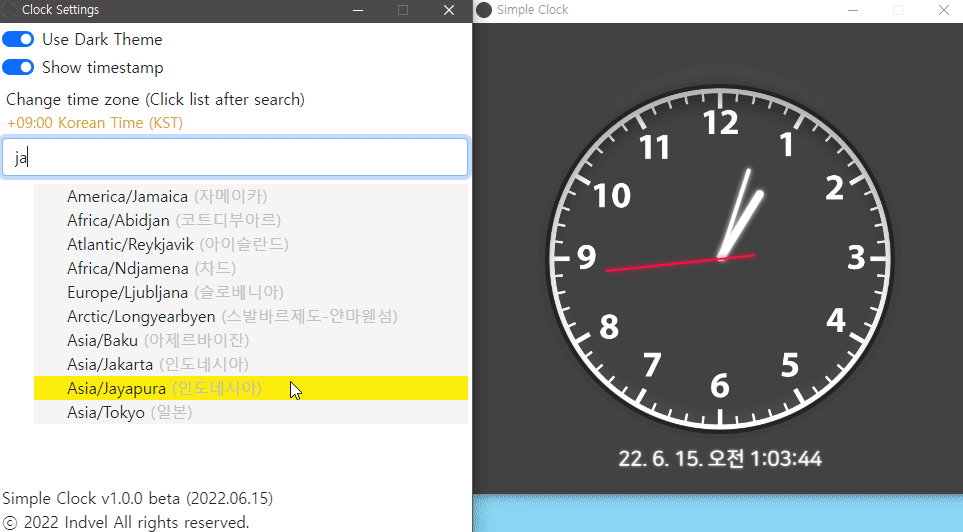 Clock Settings
Use Dark Theme
Show timestamp
Change time zone (Click list after search)
+09:00 Korean Time (KST)
ja
America/Jamaica (자메이카)
Africa/Abidjan (코트디부아르)
Atlantic/Reykjavik (아이슬란드)
Africa/Ndjamena (차드)
Europe/Ljubljana (슬로베니아)
Arctic/Longyearbyen (스발바르제도-얀마웬섬)
Asia/Baku (아제르바이잔)
Asia/Jakarta (인도네시아)
Asia/Jayapura (인도네시아)
Asia/Tokyo (일본)
Simple Clock v1.0.0 beta (2022.06.15)
ⓒ 2022 Indvel All rights reserved.
Simple Clock
12
1
2
3
4
5
6
7
8
9
10
11
22. 6. 15. 오전 1:03:44